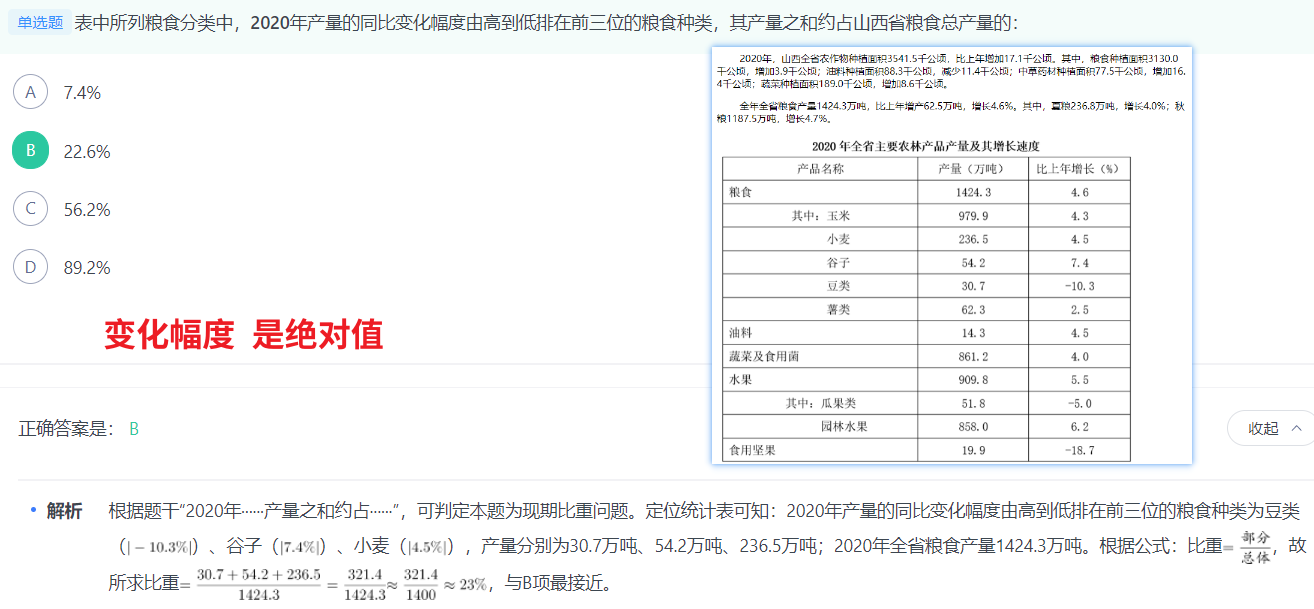 单选题 表中所列粮食分类中，2020年产量的同比变化幅度由高到低排在前三位的粮食种类，其产量之和约占山西省粮食总产量的：
A 7.4%
B 22.6%
C 56.2%
D 89.2%
变化幅度 是绝对值
2020年，山西全省农作物种植面积3541.5千公顷，比上年增加17.1千公顷。其中，粮食种植面积3130.0
千公顷，增加3.9千公顷；油料种植面积88.3千公顷，减少11.4千公顷；中草药材种植面积77.5千公顷，增加16.
4千公顷；蔬菜种植面积189.0千公顷，增加8.6千公顷。
全年全省粮食产量1424.3万吨，比上年增产62.5万吨，增长4.6%。其中，夏粮236.8万吨，增长4.0%；秋
粮1187.5万吨，增长4.7%。
2020 年全省主要农林产品产量及其增长速度
产品名称 产量（万吨） 比上年增长（%）
粮食 1424.3 4.6
其中：玉米 979.9 4.3
小麦 236.5 4.5
谷子 54.2 7.4
豆类 30.7 -10.3
薯类 62.3 2.5
油料 14.3 4.5
蔬菜及食用菌 861.2 4.0
水果 909.8 5.5
其中：瓜果类 51.8 -5.0
园林水果 858.0 6.2
食用坚果 19.9 -18.7
正确答案是： B
收起
解析 根据题干“2020年……产量之和约占……”，可判定本题为现期比重问题。定位统计表可知：2020年产量的同比变化幅度由高到低排在前三位的粮食种类为豆类
（|－10.3%|）、谷子（|7.4%|）、小麦（|4.5%|），产量分别为30.7万吨、54.2万吨、236.5万吨；2020年全省粮食产量1424.3万吨。根据公式：比重=部分/总体，故
所求比重=(30.7+54.2+236.5)/1424.3=321.4/1424.3≈321.4/1400≈23%，与B项最接近。